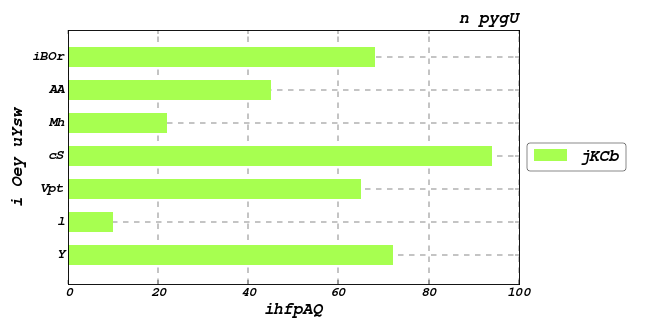 n pygU
iBOr
AA
Mh
cS
Vpt
l
Y
i Oey uYsw
0 20 40 60 80 100
ihfpAQ
jKCb